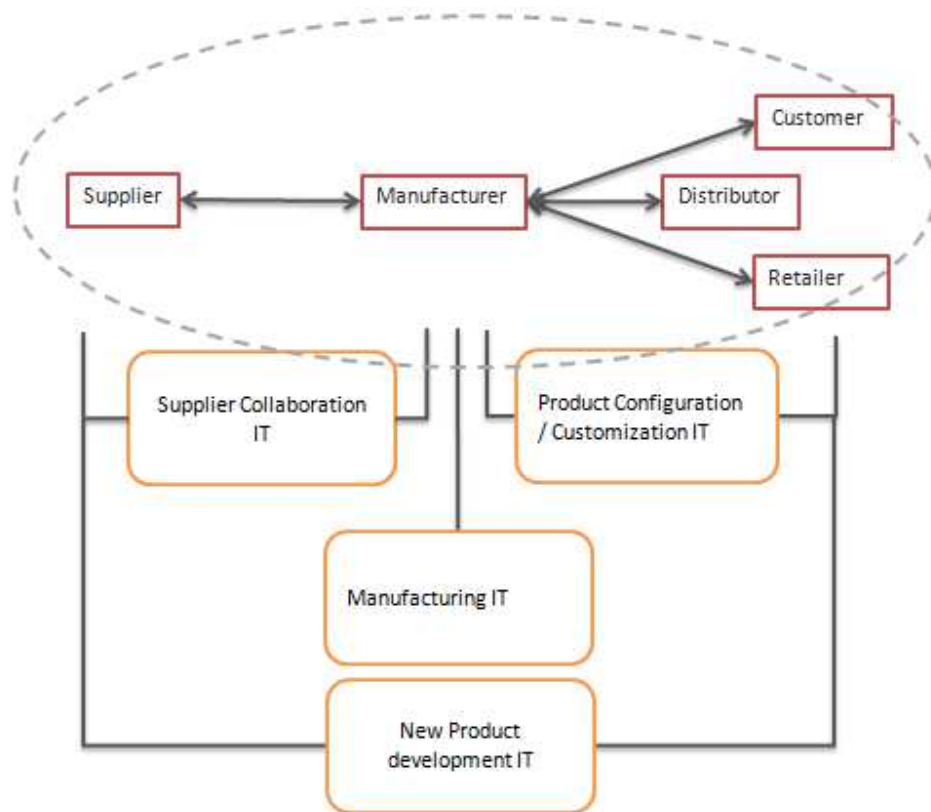 Customer
Supplier
Manufacturer
Distributor
Retailer
Supplier Collaboration
IT
Product Configuration
/ Customization IT
Manufacturing IT
New Product
development IT